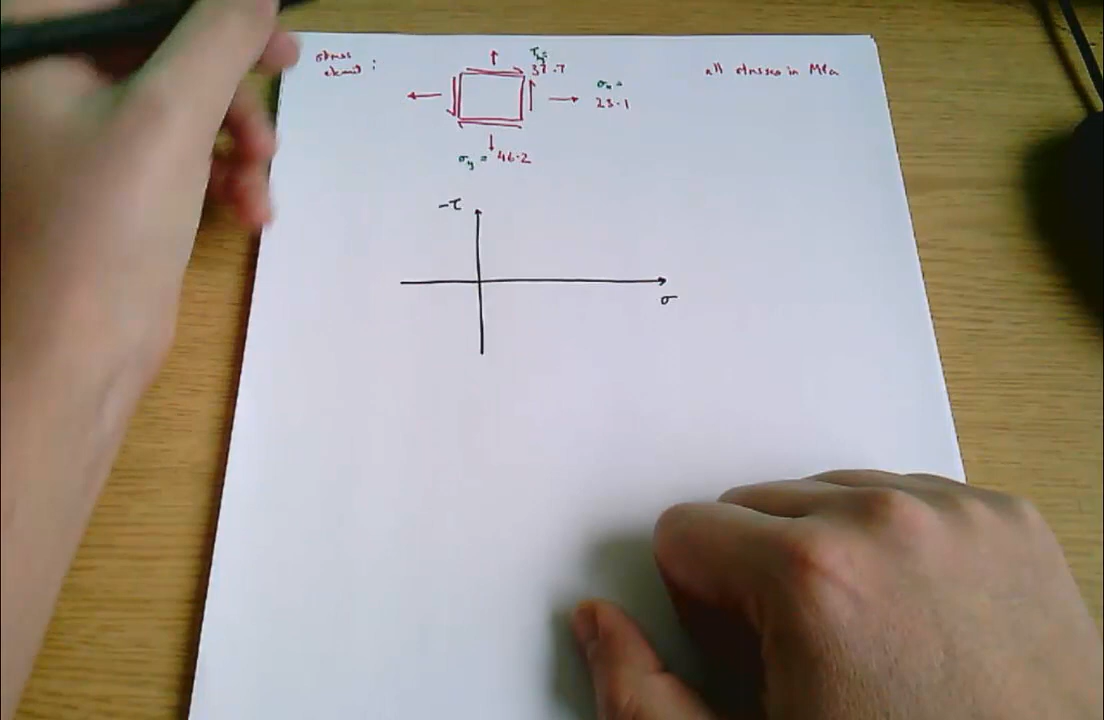 stress
element :
τxy =
37.7
σx =
23.1
all stresses in MPa
σy = 46.2
-τ
σ